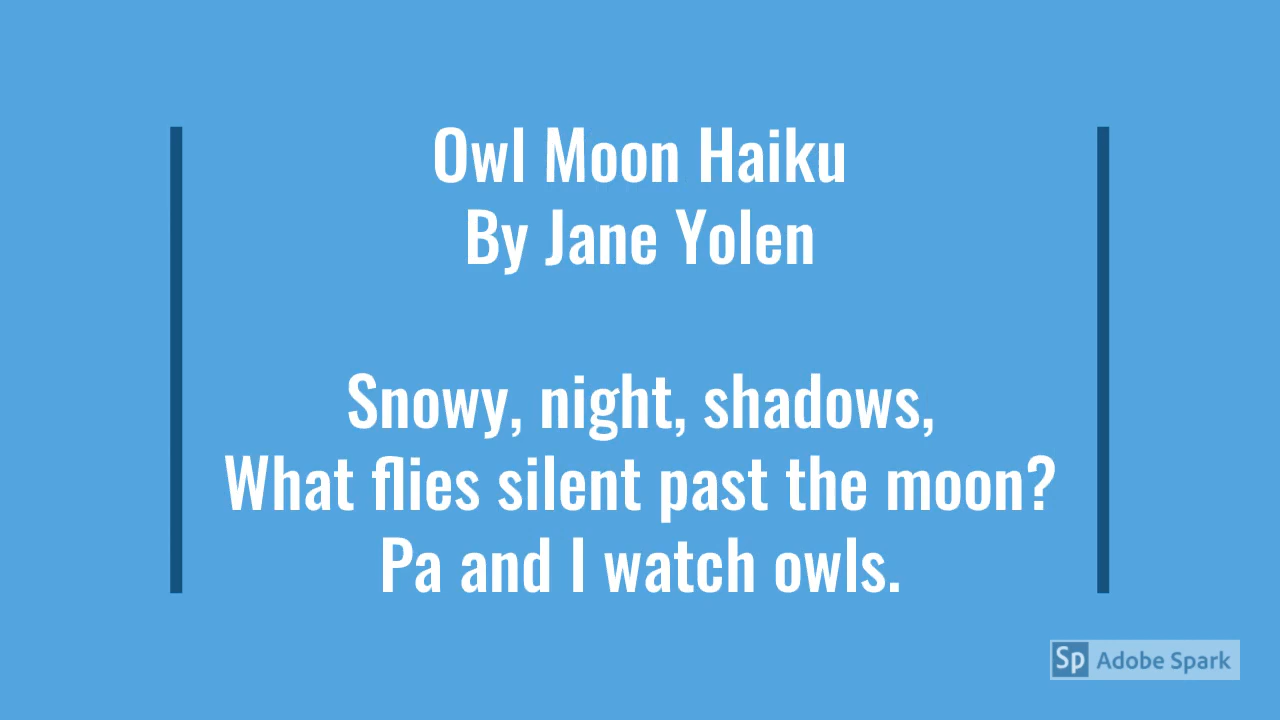 Owl Moon Haiku
By Jane Yolen
Snowy, night, shadows,
What flies silent past the moon?
Pa and I watch owls.
Sp Adobe Spark